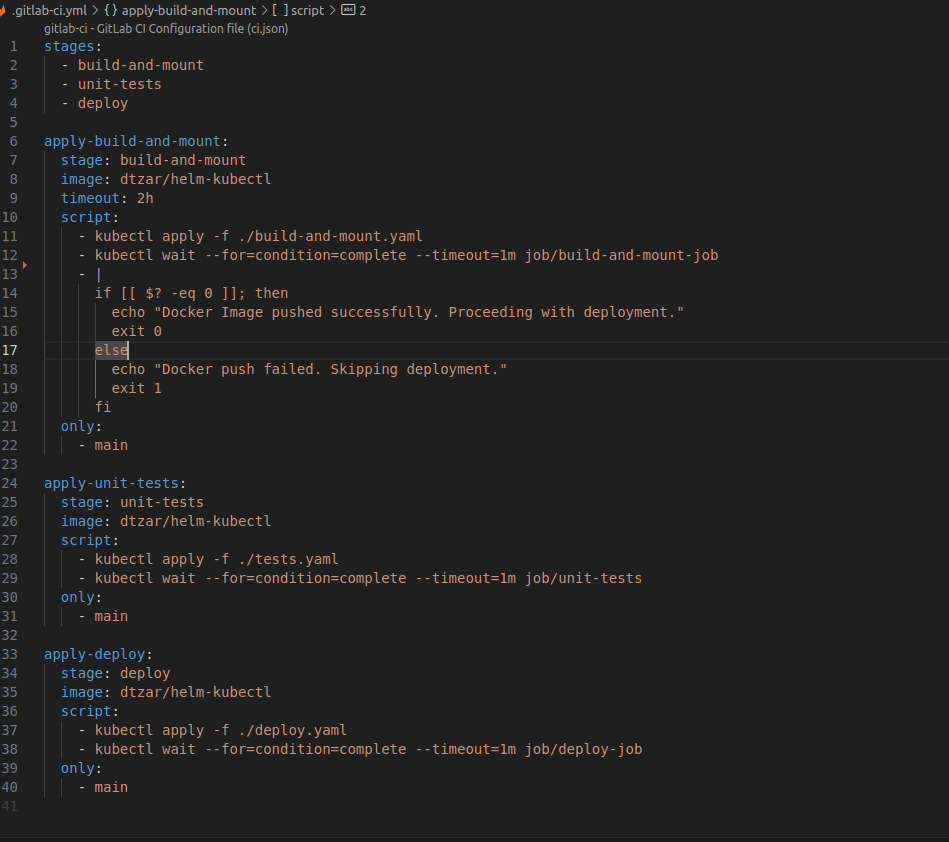 .gitlab-ci.yml > {} apply-build-and-mount > [ ] script > abc 2
gitlab-ci - GitLab CI Configuration file (ci.json)
1 stages:
2   - build-and-mount
3   - unit-tests
4   - deploy
5
6 apply-build-and-mount:
7   stage: build-and-mount
8   image: dtzar/helm-kubectl
9   timeout: 2h
10   script:
11     - kubectl apply -f ./build-and-mount.yaml
12     - kubectl wait --for=condition=complete --timeout=1m job/build-and-mount-job
13     - |
14       if [[ $? -eq 0 ]]; then
15         echo "Docker Image pushed successfully. Proceeding with deployment."
16         exit 0
17       else
18         echo "Docker push failed. Skipping deployment."
19         exit 1
20       fi
21   only:
22     - main
23
24 apply-unit-tests:
25   stage: unit-tests
26   image: dtzar/helm-kubectl
27   script:
28     - kubectl apply -f ./tests.yaml
29     - kubectl wait --for=condition=complete --timeout=1m job/unit-tests
30   only:
31     - main
32
33 apply-deploy:
34   stage: deploy
35   image: dtzar/helm-kubectl
36   script:
37     - kubectl apply -f ./deploy.yaml
38     - kubectl wait --for=condition=complete --timeout=1m job/deploy-job
39   only:
40     - main
41